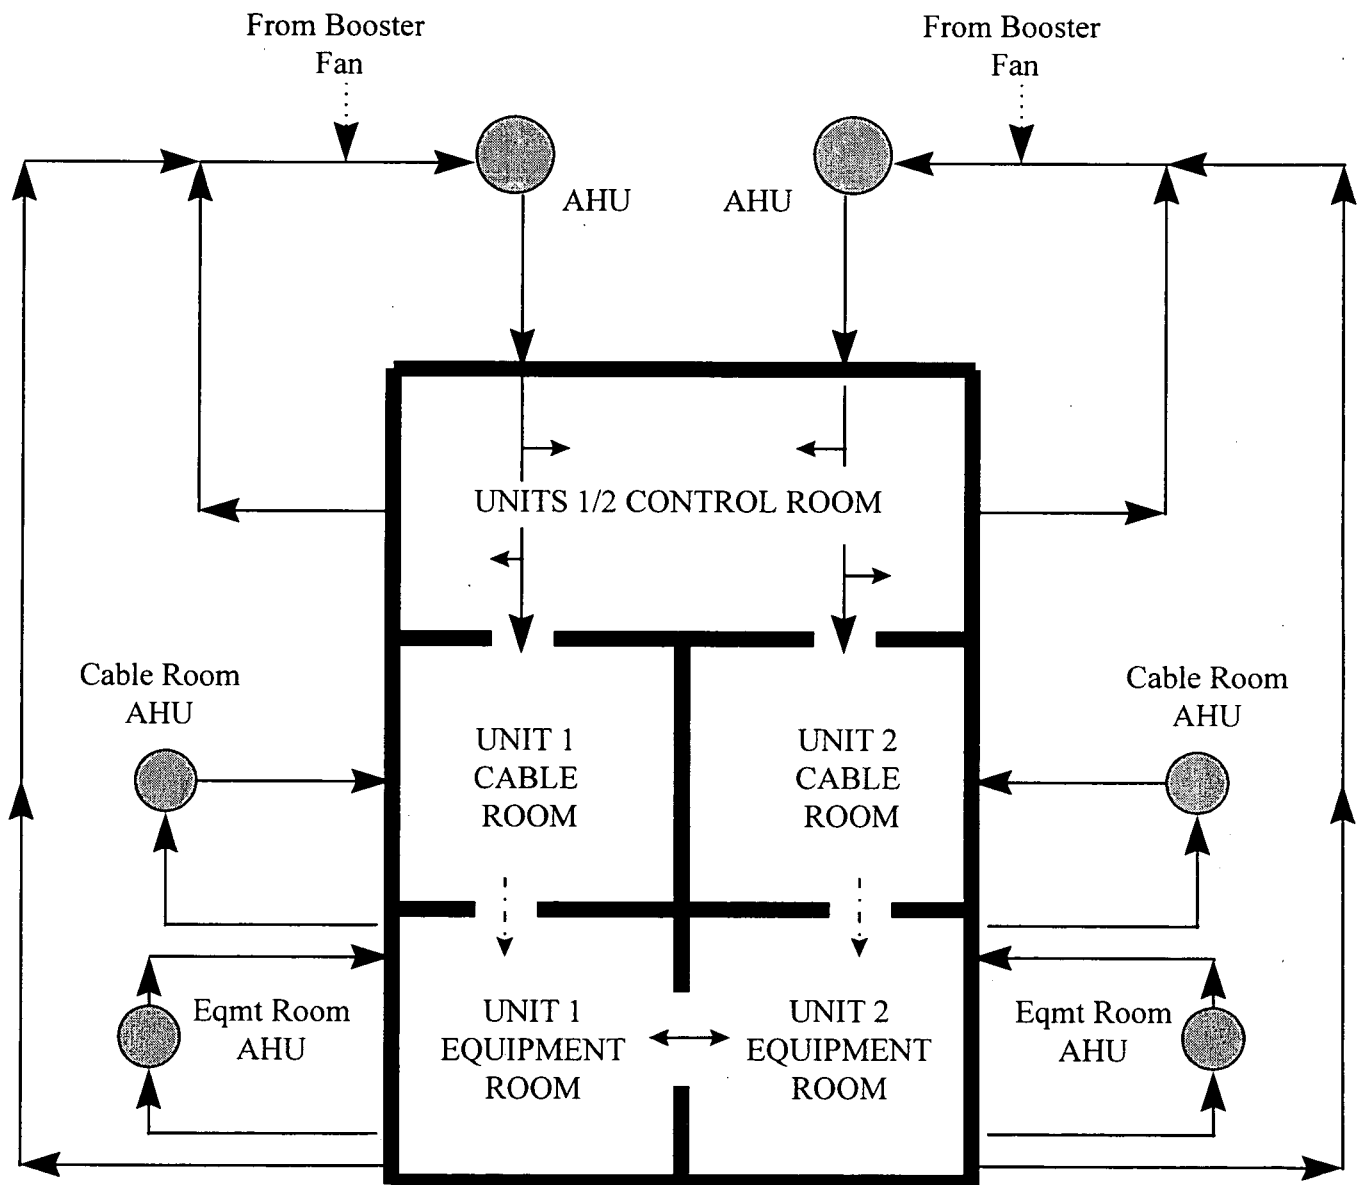 From Booster
Fan
From Booster
Fan
AHU
AHU
UNITS 1/2 CONTROL ROOM
Cable Room
AHU
Cable Room
AHU
UNIT 1
CABLE
ROOM
UNIT 2
CABLE
ROOM
Eqmt Room
AHU
UNIT 1
EQUIPMENT
ROOM
UNIT 2
EQUIPMENT
ROOM
Eqmt Room
AHU